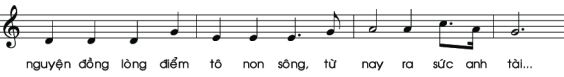 nguyện đồng lòng điểm tô non sông, từ nay ra sức anh tài...